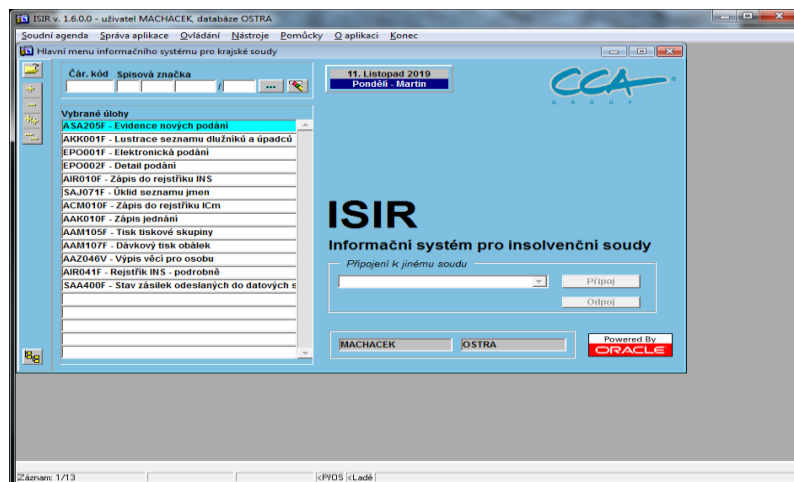 ISIR v. 1.6.0.0 - uživatel MACHACEK, databáze OSTRA
Soudní agenda Správa aplikace Ovládání Nástroje Pomůcky O aplikaci Konec
Hlavní menu informačního systému pro krajské soudy
Čár. kód Spisová značka
/ ...
11. Listopad 2019
Pondělí - Martin
CCA
GROUP
Vybrané úlohy
ASA205F - Evidence nových podání
AKK001F - Lustrace seznamu dlužníků a úpadců
EPO001F - Elektronická podání
EPO002F - Detail podání
AIR010F - Zápis do rejstříku INS
SAJ071F - Úklid seznamu jmen
ACM010F - Zápis do rejstříku ICm
AAK010F - Zápis jednání
AAM105F - Tisk tiskové skupiny
AAM107F - Dávkový tisk obálek
AAZ046V - Výpis věcí pro osobu
AIR041F - Rejstřík INS - podrobně
SAA400F - Stav zásilek odeslaných do datových s
ISIR
Informační systém pro insolvenční soudy
Připojení k jinému soudu
Připoj
Odpoj
MACHACEK OSTRA
Powered By
ORACLE
Záznam: 1/13 <P/OS <Ladě